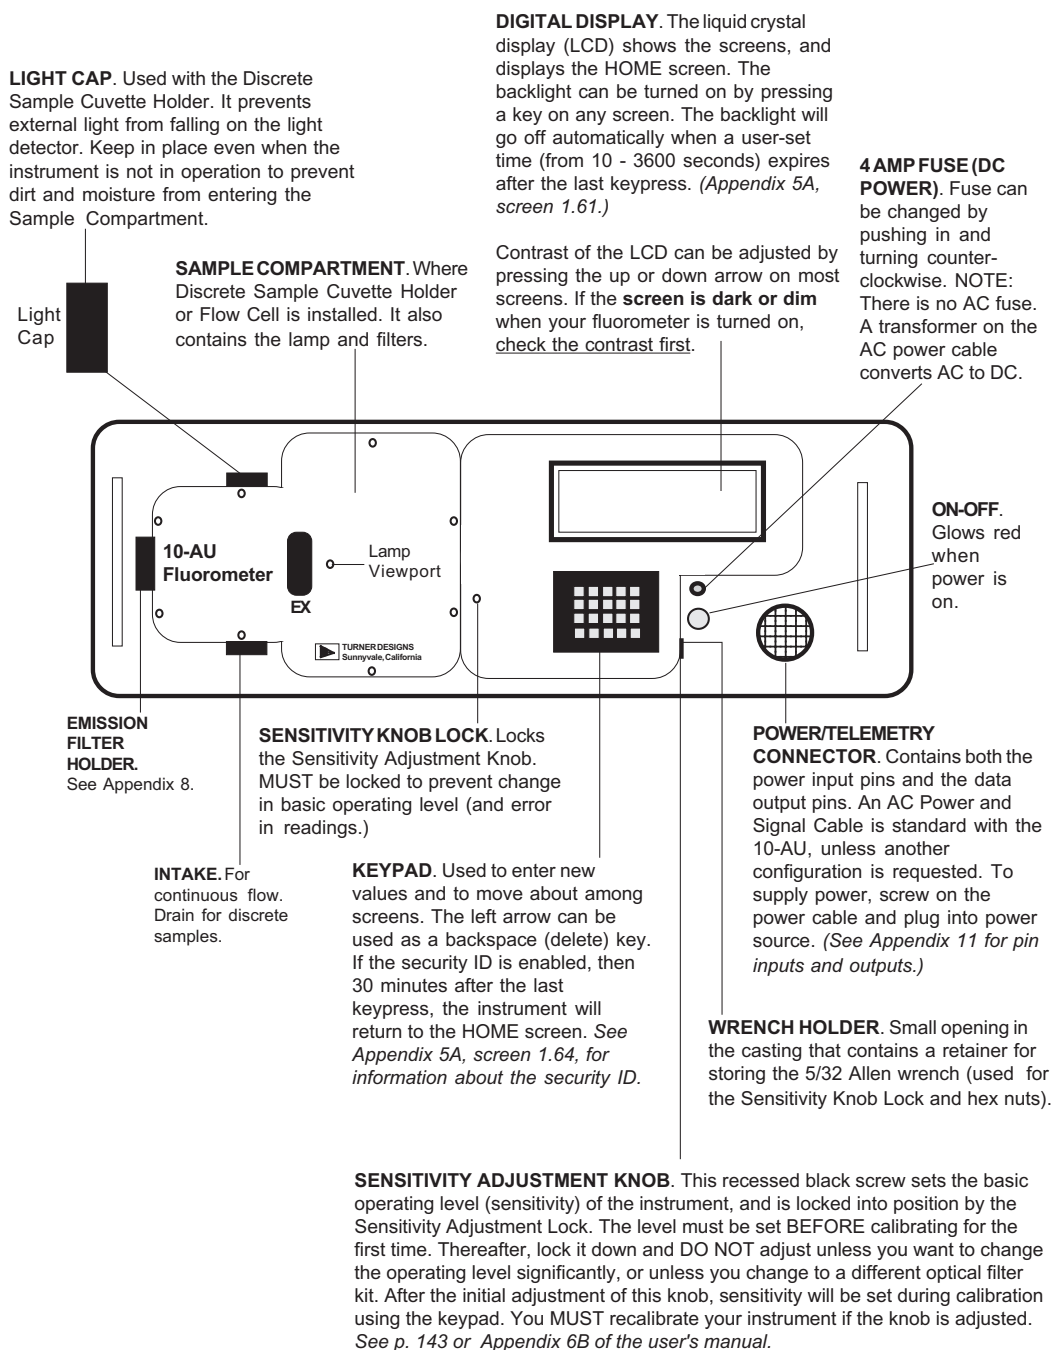 DIGITAL DISPLAY. The liquid crystal
display (LCD) shows the screens, and
displays the HOME screen. The
backlight can be turned on by pressing
a key on any screen. The backlight will
go off automatically when a user-set
time (from 10 - 3600 seconds) expires
after the last keypress. (Appendix 5A,
screen 1.61.)
Contrast of the LCD can be adjusted by
pressing the up or down arrow on most
screens. If the screen is dark or dim
when your fluorometer is turned on,
check the contrast first.
LIGHT CAP. Used with the Discrete
Sample Cuvette Holder. It prevents
external light from falling on the light
detector. Keep in place even when the
instrument is not in operation to prevent
dirt and moisture from entering the
Sample Compartment.
4 AMP FUSE (DC
POWER). Fuse can
be changed by
pushing in and
turning counter-
clockwise. NOTE:
There is no AC fuse.
A transformer on the
AC power cable
converts AC to DC.
SAMPLE COMPARTMENT. Where
Discrete Sample Cuvette Holder
or Flow Cell is installed. It also
contains the lamp and filters.
Light
Cap
ON-OFF.
Glows red
when
power is
on.
10-AU
Fluorometer
EX
Lamp
Viewport
TURNER DESIGNS
Sunnyvale, California
EMISSION
FILTER
HOLDER.
See Appendix 8.
SENSITIVITY KNOB LOCK. Locks
the Sensitivity Adjustment Knob.
MUST be locked to prevent change
in basic operating level (and error
in readings.)
POWER/TELEMETRY
CONNECTOR. Contains both the
power input pins and the data
output pins. An AC Power and
Signal Cable is standard with the
10-AU, unless another
configuration is requested. To
supply power, screw on the
power cable and plug into power
source. (See Appendix 11 for pin
inputs and outputs.)
INTAKE. For
continuous flow.
Drain for discrete
samples.
KEYPAD. Used to enter new
values and to move about among
screens. The left arrow can be
used as a backspace (delete) key.
If the security ID is enabled, then
30 minutes after the last
keypress, the instrument will
return to the HOME screen. See
Appendix 5A, screen 1.64, for
information about the security ID.
WRENCH HOLDER. Small opening in
the casting that contains a retainer for
storing the 5/32 Allen wrench (used for
the Sensitivity Knob Lock and hex nuts).
SENSITIVITY ADJUSTMENT KNOB. This recessed black screw sets the basic
operating level (sensitivity) of the instrument, and is locked into position by the
Sensitivity Adjustment Lock. The level must be set BEFORE calibrating for the
first time. Thereafter, lock it down and DO NOT adjust unless you want to change
the operating level significantly, or unless you change to a different optical filter
kit. After the initial adjustment of this knob, sensitivity will be set during calibration
using the keypad. You MUST recalibrate your instrument if the knob is adjusted.
See p. 143 or Appendix 6B of the user's manual.